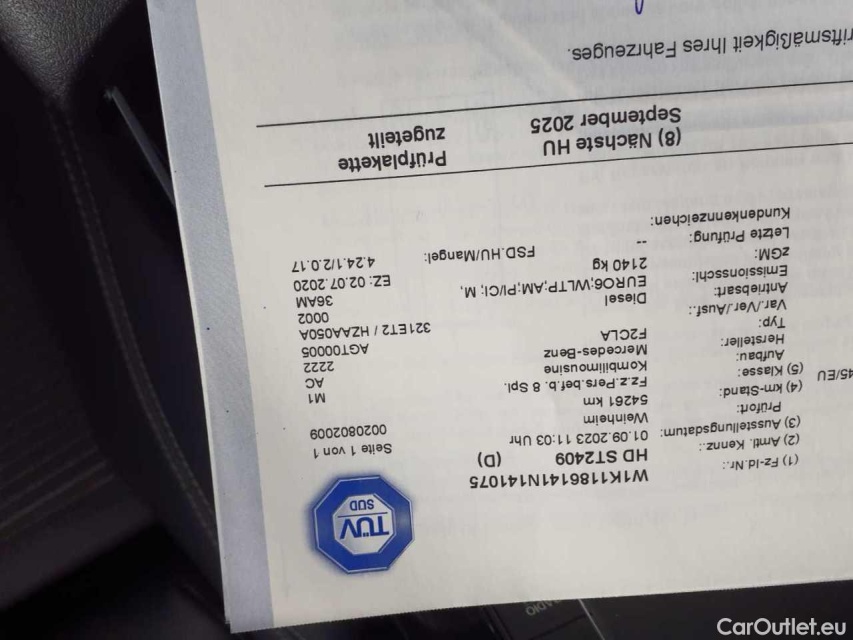 TÜV
SÜD
Seite 1 von 1
0020802009
(1) Fz-Id.Nr.: W1K1186141N141075
(2) Amtl. Kennz.: HD ST2409 (D)
(3) Ausstellungsdatum: 01.09.2023 11:03 Uhr
Prüfort: Weinheim
(4) km-Stand: 54261 km
45/EU (5) Klasse: Fz.z.Pers.bef.b. 8 Spl. M1
Aufbau: Kombilimousine AC
Hersteller: Mercedes-Benz 2222
Typ: F2CLA AGT00005
Var./Ver./Ausf.: 321ET2 / HZAA050A
0002
Antriebsart: Diesel 36AM
Emissionsschl.: EURO6;WLTP;AM;PI/CI; M, EZ: 02.07.2020
zGM: 2140 kg 4.24.1/2.0.17
Letzte Prüfung: -- FSD.HU/Mangel:
Kundenkennzeichen:
(8) Nächste HU Prüfplakette
September 2025 zugeteilt
riftsmäßigkeit Ihres Fahrzeuges.
CarOutlet.eu